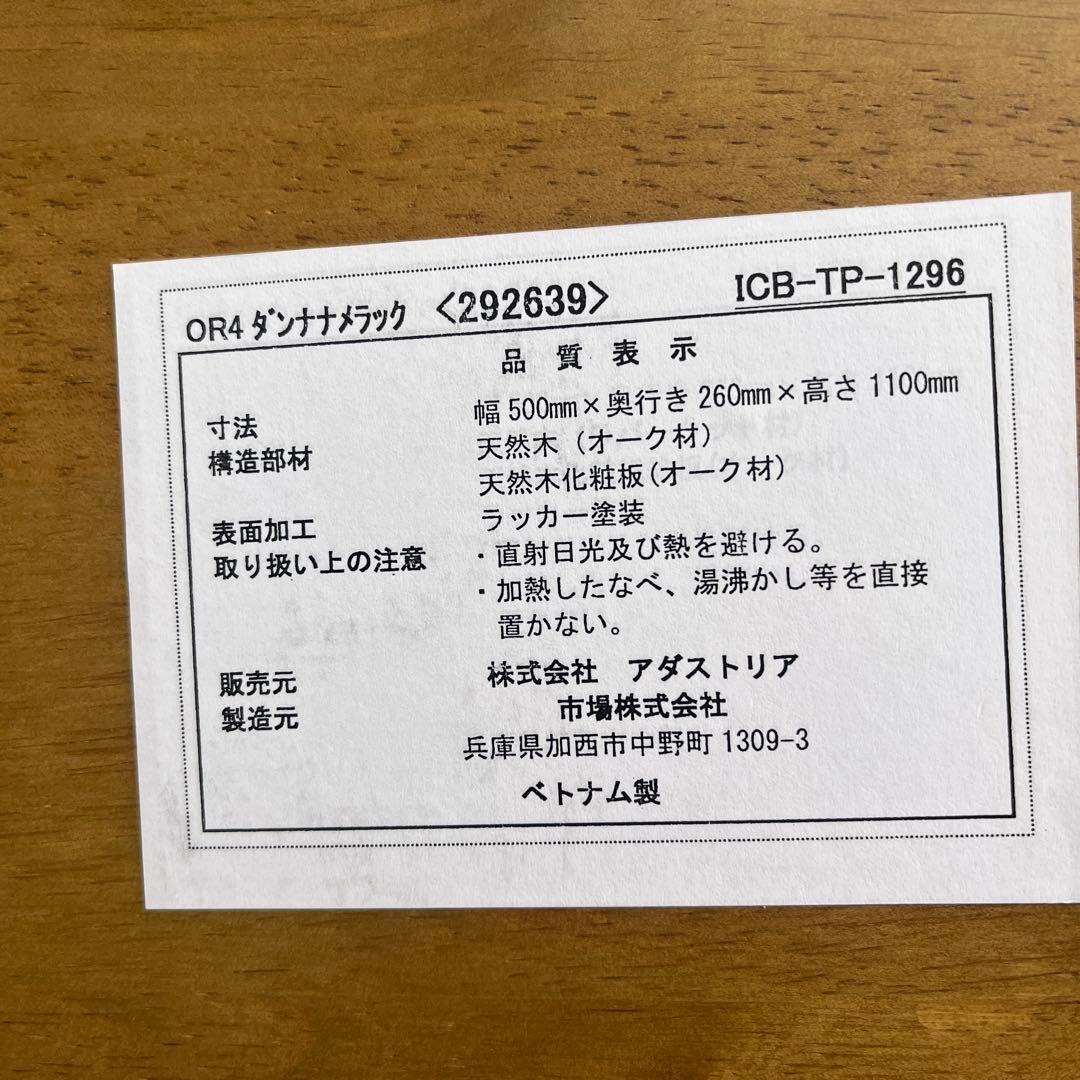 OR4 ﾀﾞﾝﾅﾅﾒﾗｯｸ <292639> ICB-TP-1296
品 質 表 示
寸法 幅 500mm×奥行き 260mm×高さ 1100mm
構造部材 天然木 (オーク材)
天然木化粧板(オーク材)
表面加工 ラッカー塗装
取り扱い上の注意 ・直射日光及び熱を避ける。
・加熱したなべ、湯沸かし等を直接
置かない。
販売元 株式会社 アダストリア
製造元 市場株式会社
兵庫県加西市中野町 1309-3
ベトナム製